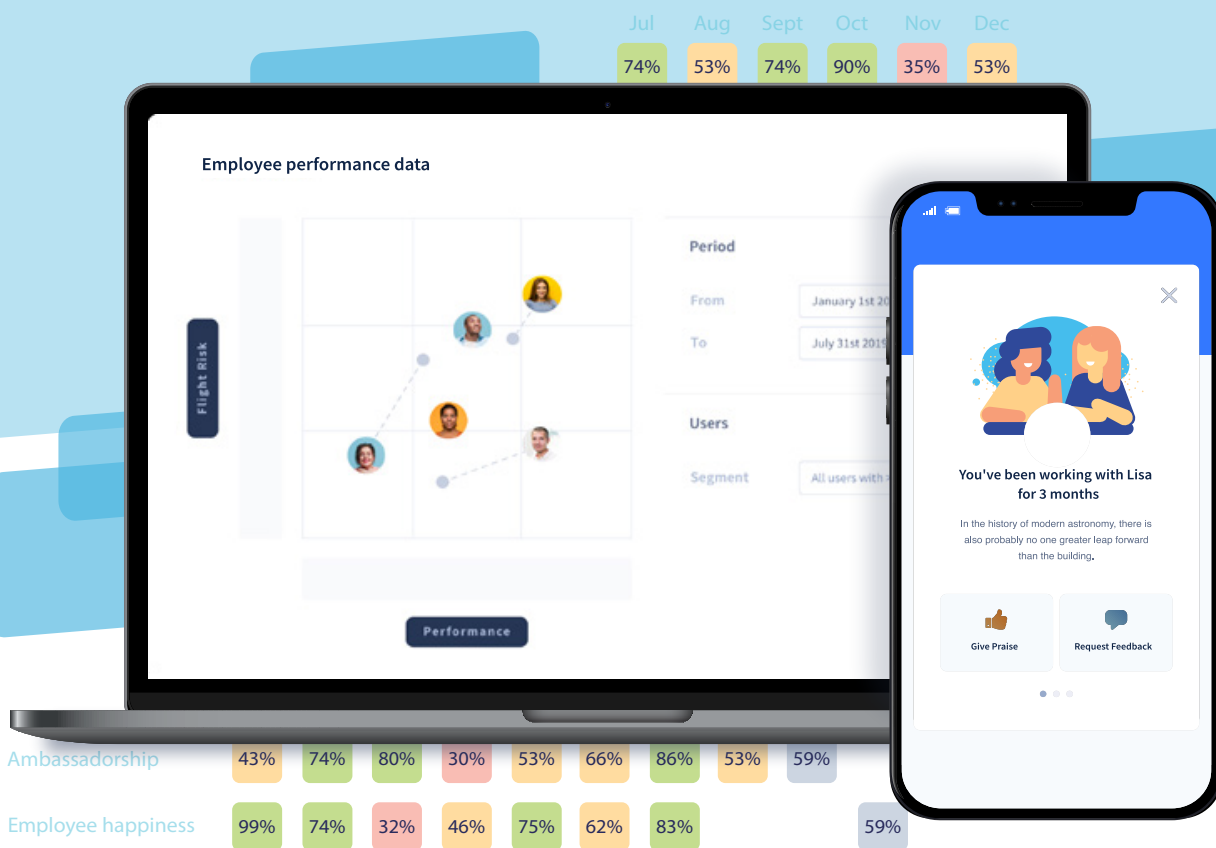 Jul Aug Sept Oct Nov Dec
74% 53% 74% 90% 35% 53%
Employee performance data
Flight Risk
Performance
Period
From January 1st 20
To July 31st 2019
Users
Segment All users with
You've been working with Lisa
for 3 months
In the history of modern astronomy, there is
also probably no one greater leap forward
than the building.
Give Praise Request Feedback
Ambassadorship 43% 74% 80% 30% 53% 66% 86% 53% 59%
Employee happiness 99% 74% 32% 46% 75% 62% 83% 59%